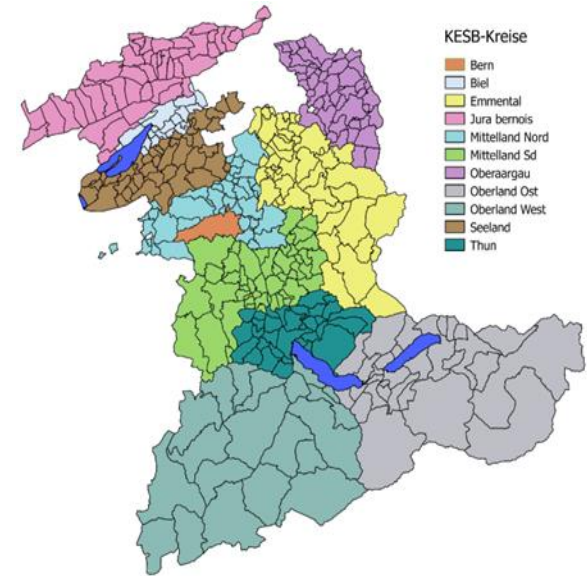 KESB-Kreise
Bern
Biel
Emmental
Jura bernois
Mittelland Nord
Mittelland Sd
Oberaargau
Oberland Ost
Oberland West
Seeland
Thun